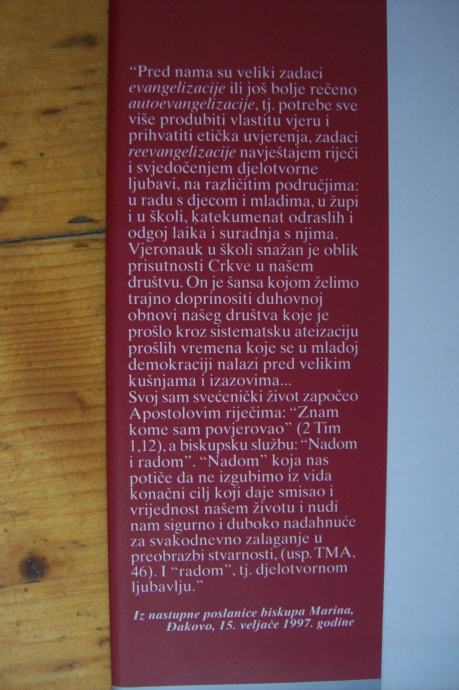 “Pred nama su veliki zadaci
evangelizacije ili još bolje rečeno
autoevangelizacije, tj. potrebe sve
više produbiti vlastitu vjeru i
prihvatiti etička uvjerenja, zadaci
reevangelizacije navještajem riječi
i svjedočenjem djelotvorne
ljubavi, na različitim područjima:
u radu s djecom i mladima, u župi
i u školi, katekumenat odraslih i
odgoj laika i suradnja s njima.
Vjeronauk u školi snažan je oblik
prisutnosti Crkve u našem
društvu. On je šansa kojom želimo
trajno doprinositi duhovnoj
obnovi našeg društva koje je
prošlo kroz sistematsku ateizaciju
prošlih vremena koje se u mladoj
demokraciji nalazi pred velikim
kušnjama i izazovima...
Svoj sam svećenički život započeo
Apostolovim riječima: “Znam
kome sam povjerovao” (2 Tim
1,12), a biskupsku službu: “Nadom
i radom”. “Nadom” koja nas
potiče da ne izgubimo iz vida
konačni cilj koji daje smisao i
vrijednost našem životu i nudi
nam sigurno i duboko nadahnuće
za svakodnevno zalaganje u
preobrazbi stvarnosti, (usp. TMA,
46). I “radom”, tj. djelotvornom
ljubavlju.”
Iz nastupne poslanice biskupa Marina,
Đakovo, 15. veljače 1997. godine